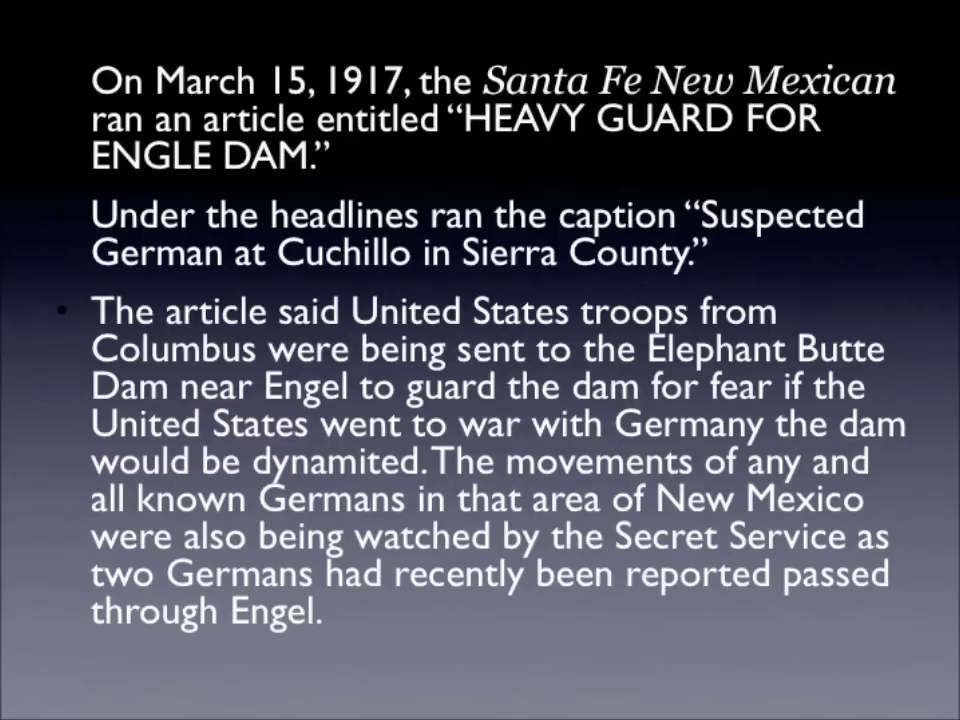 On March 15, 1917, the Santa Fe New Mexican
ran an article entitled “HEAVY GUARD FOR
ENGLE DAM.”
Under the headlines ran the caption “Suspected
German at Cuchillo in Sierra County.”
• The article said United States troops from
Columbus were being sent to the Elephant Butte
Dam near Engel to guard the dam for fear if the
United States went to war with Germany the dam
would be dynamited. The movements of any and
all known Germans in that area of New Mexico
were also being watched by the Secret Service as
two Germans had recently been reported passed
through Engel.